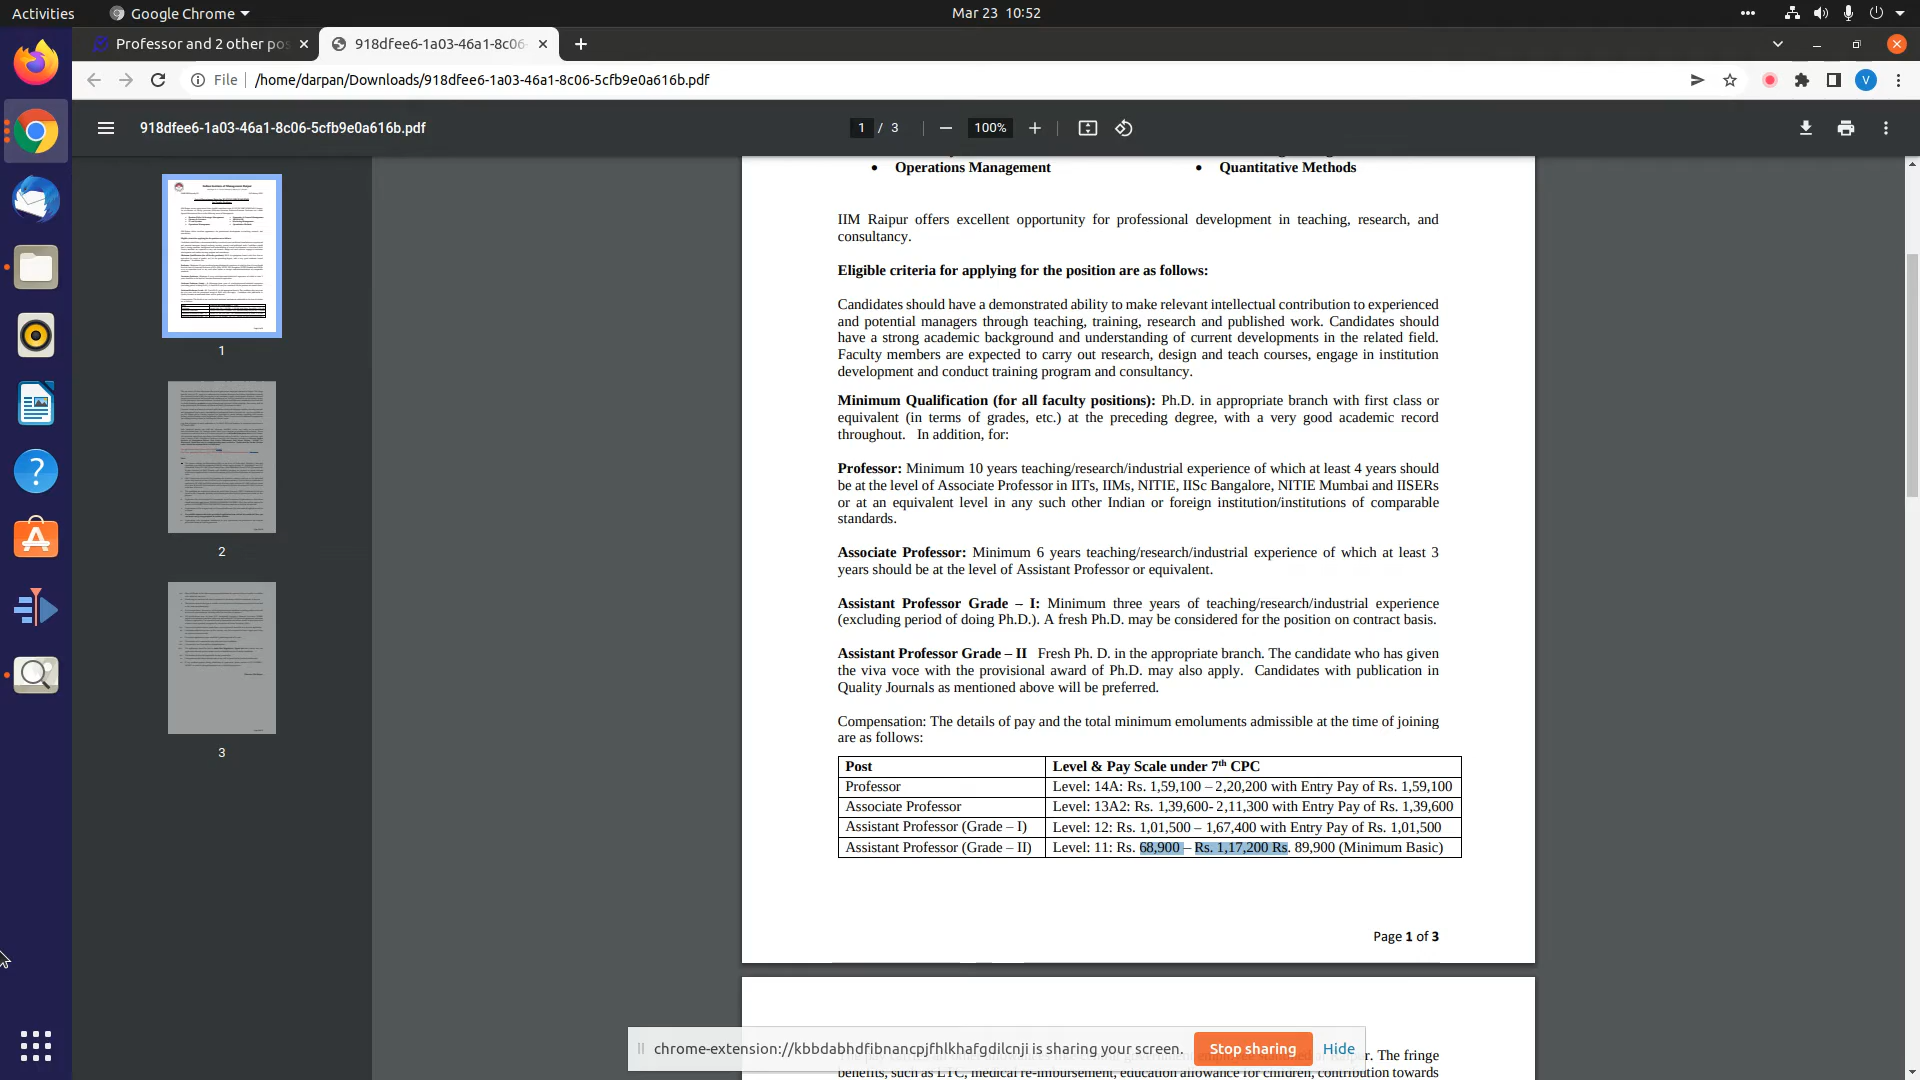 Activities
Google Chrome
Mar 23 10:52
Professor and 2 other pos
918dfee6-1a03-46a1-8c06-
File
/home/darpan/Downloads/918dfee6-1a03-46a1-8c06-5cfb9e0a616b.pdf
V
918dfee6-1a03-46a1-8c06-5cfb9e0a616b.pdf
1 / 3
100%
1
2
3
• Operations Management
• Quantitative Methods
IIM Raipur offers excellent opportunity for professional development in teaching, research, and
consultancy.
Eligible criteria for applying for the position are as follows:
Candidates should have a demonstrated ability to make relevant intellectual contribution to experienced
and potential managers through teaching, training, research and published work. Candidates should
have a strong academic background and understanding of current developments in the related field.
Faculty members are expected to carry out research, design and teach courses, engage in institution
development and conduct training program and consultancy.
Minimum Qualification (for all faculty positions): Ph.D. in appropriate branch with first class or
equivalent (in terms of grades, etc.) at the preceding degree, with a very good academic record
throughout. In addition, for:
Professor: Minimum 10 years teaching/research/industrial experience of which at least 4 years should
be at the level of Associate Professor in IITs, IIMs, NITIE, IISc Bangalore, NITIE Mumbai and IISERs
or at an equivalent level in any such other Indian or foreign institution/institutions of comparable
standards.
Associate Professor: Minimum 6 years teaching/research/industrial experience of which at least 3
years should be at the level of Assistant Professor or equivalent.
Assistant Professor Grade – I: Minimum three years of teaching/research/industrial experience
(excluding period of doing Ph.D.). A fresh Ph.D. may be considered for the position on contract basis.
Assistant Professor Grade – II Fresh Ph. D. in the appropriate branch. The candidate who has given
the viva voce with the provisional award of Ph.D. may also apply. Candidates with publication in
Quality Journals as mentioned above will be preferred.
Compensation: The details of pay and the total minimum emoluments admissible at the time of joining
are as follows:
Post Level & Pay Scale under 7th CPC
Professor Level: 14A: Rs. 1,59,100 – 2,20,200 with Entry Pay of Rs. 1,59,100
Associate Professor Level: 13A2: Rs. 1,39,600- 2,11,300 with Entry Pay of Rs. 1,39,600
Assistant Professor (Grade – I) Level: 12: Rs. 1,01,500 – 1,67,400 with Entry Pay of Rs. 1,01,500
Assistant Professor (Grade – II) Level: 11: Rs. 68,900 – Rs. 1,17,200 Rs. 89,900 (Minimum Basic)
Page 1 of 3
chrome-extension://kbbdabhdfibnancpjfhlkhafgdilcnji is sharing your screen.
Stop sharing
Hide
. The fringe
benefits, such as LTC, medical re-imbursement, education allowance for children, contribution towards